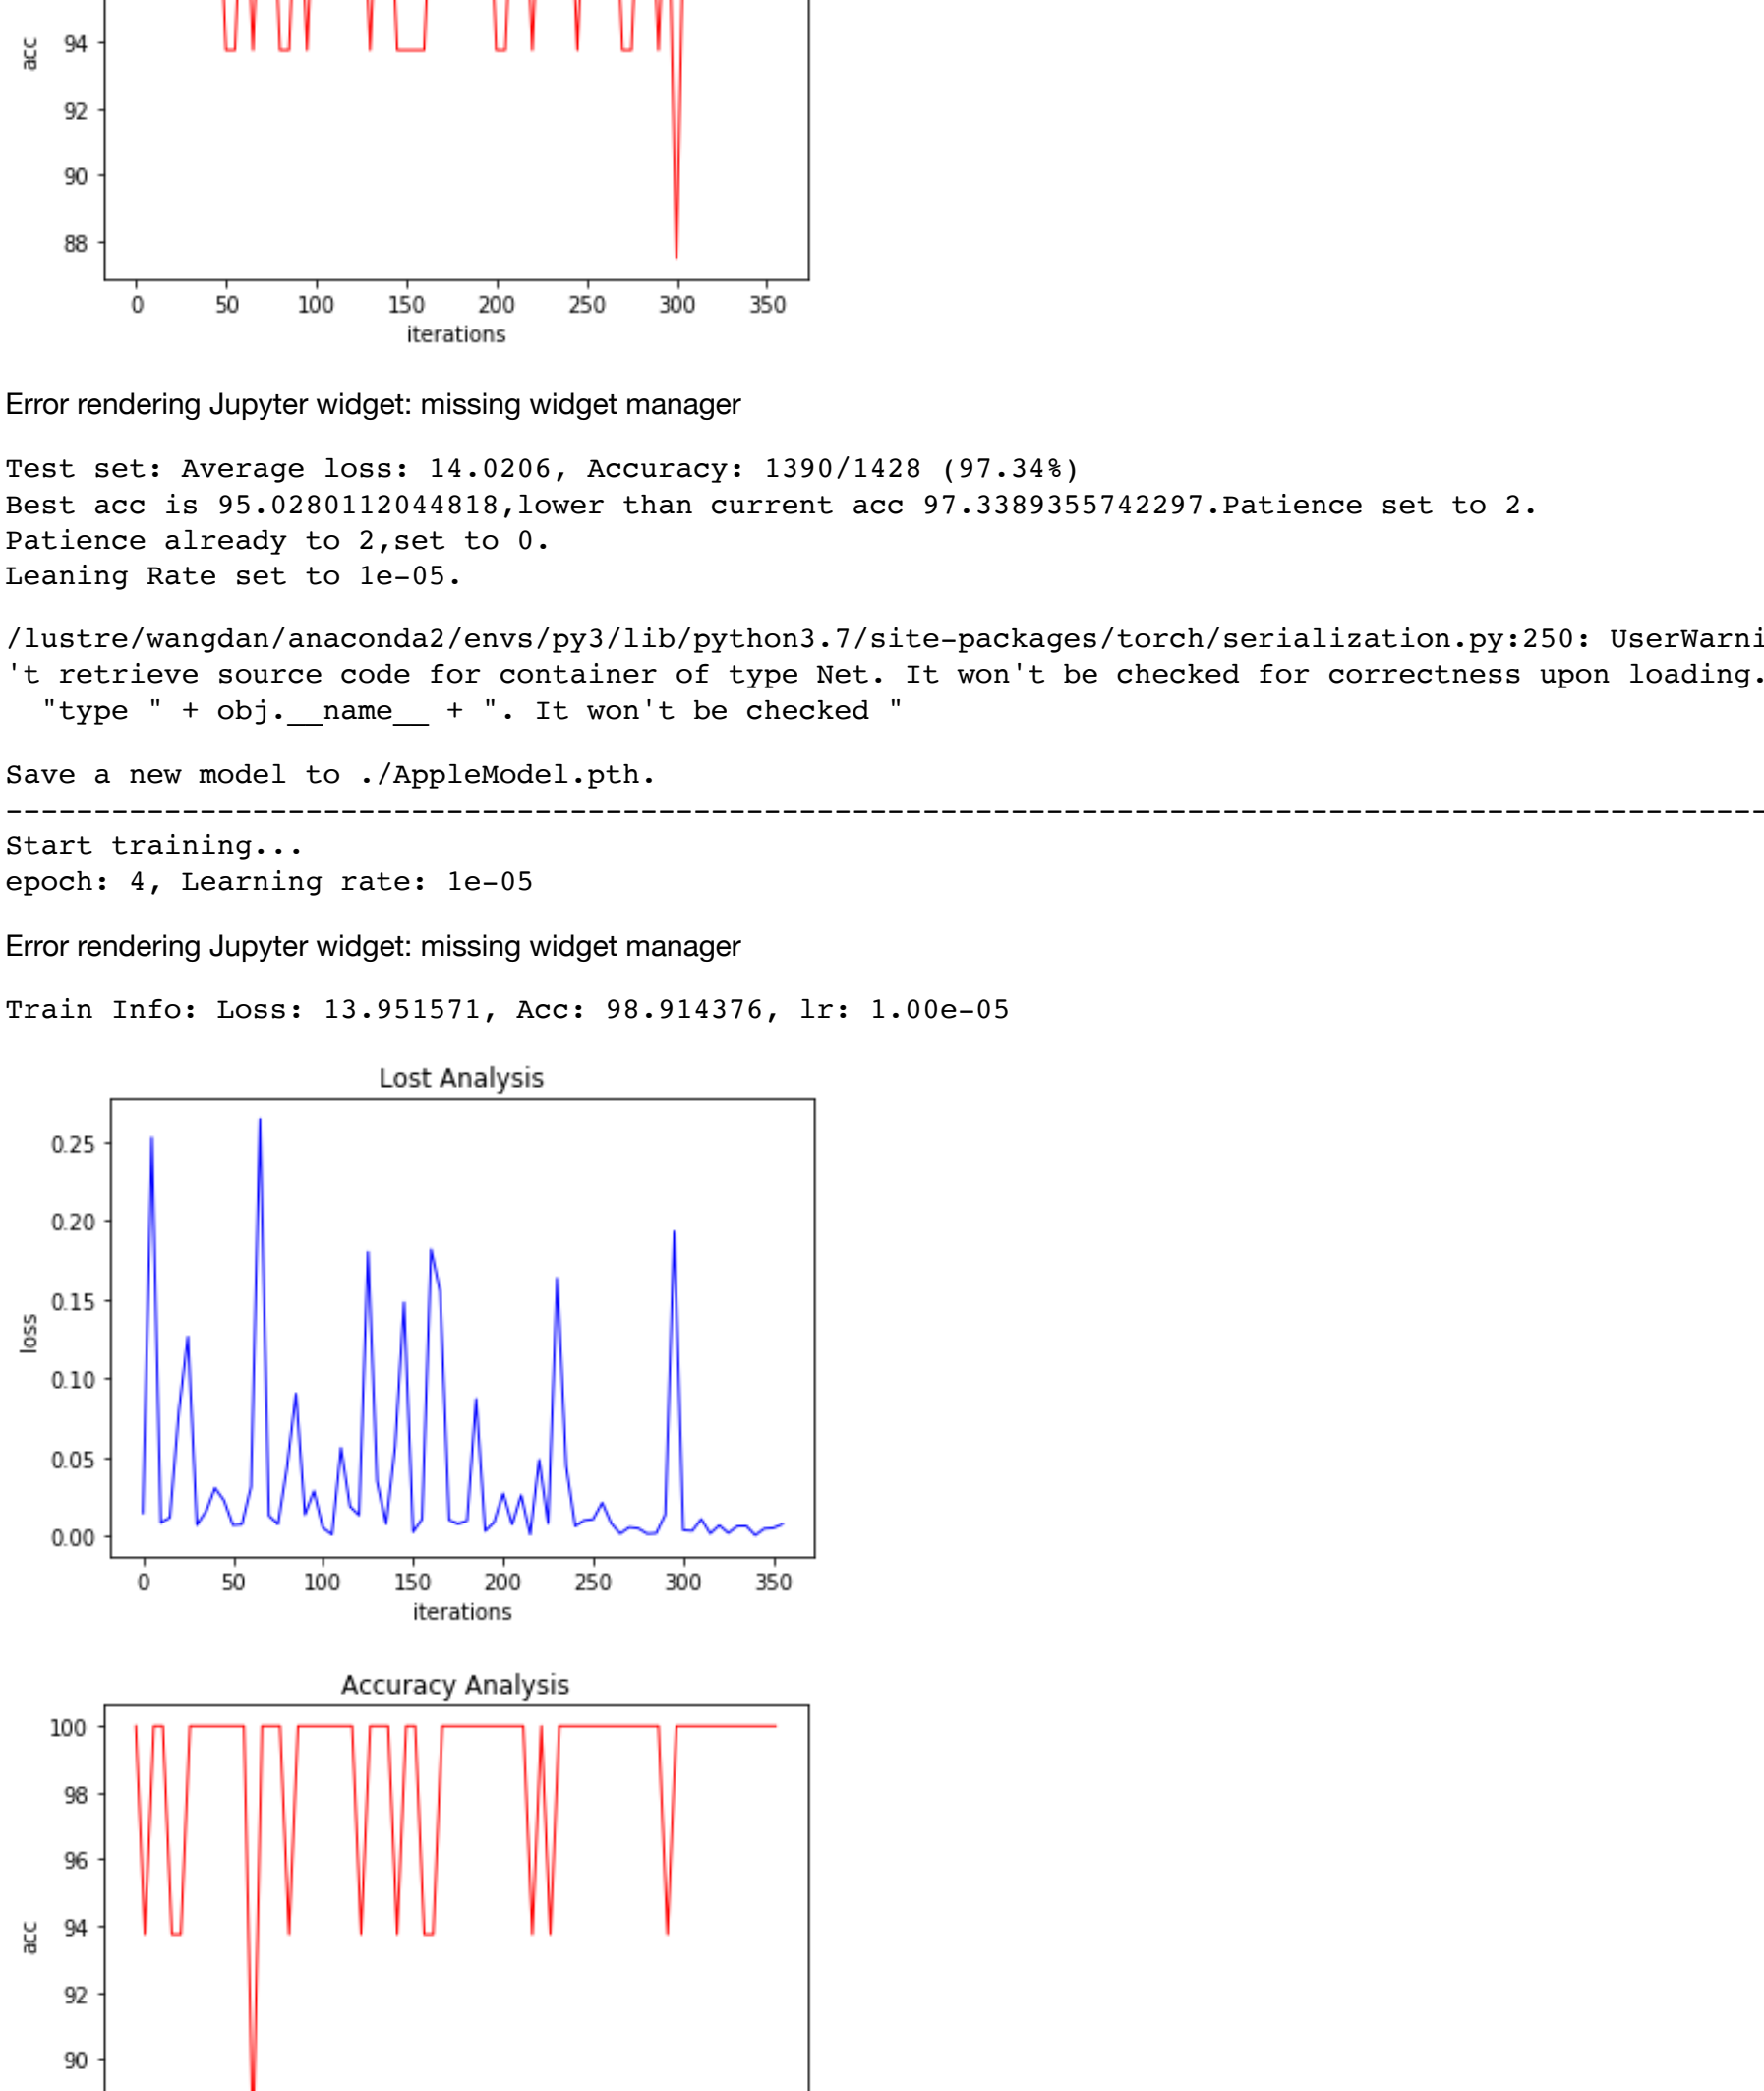 94
acc
92
90
88
0 50 100 150 200 250 300 350
iterations
Error rendering Jupyter widget: missing widget manager
Test set: Average loss: 14.0206, Accuracy: 1390/1428 (97.34%)
Best acc is 95.0280112044818,lower than current acc 97.3389355742297.Patience set to 2.
Patience already to 2,set to 0.
Leaning Rate set to 1e-05.
/lustre/wangdan/anaconda2/envs/py3/lib/python3.7/site-packages/torch/serialization.py:250: UserWarni
't retrieve source code for container of type Net. It won't be checked for correctness upon loading.
"type " + obj.__name__ + ". It won't be checked "
Save a new model to ./AppleModel.pth.
----------------------------------------------------------------------------------------------------
Start training...
epoch: 4, Learning rate: 1e-05
Error rendering Jupyter widget: missing widget manager
Train Info: Loss: 13.951571, Acc: 98.914376, lr: 1.00e-05
Lost Analysis
0.25
0.20
0.15
loss
0.10
0.05
0.00
0 50 100 150 200 250 300 350
iterations
Accuracy Analysis
100
98
96
94
acc
92
90